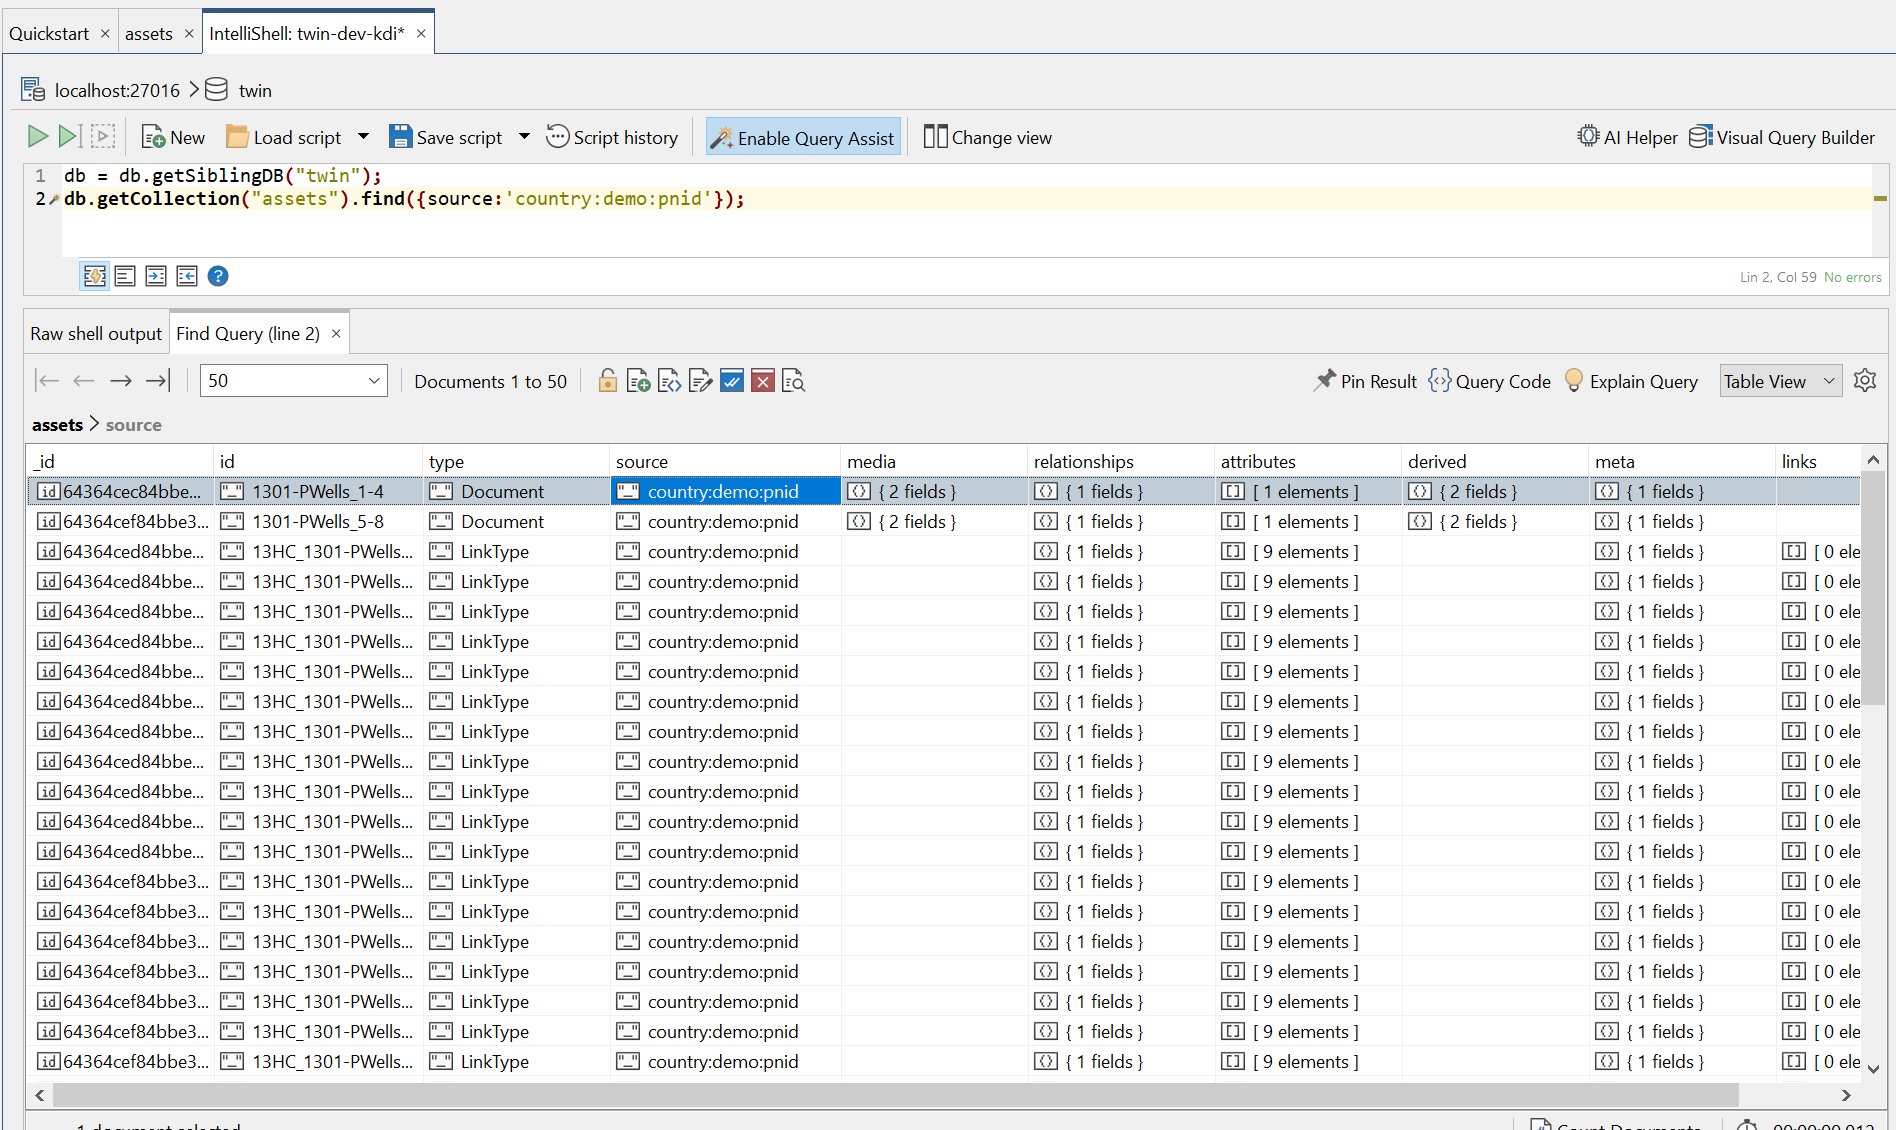 Quickstart × assets × IntelliShell: twin-dev-kdi* ×
localhost:27016 > twin
New Load script Save script Script history Enable Query Assist Change view AI Helper Visual Query Builder
1 db = db.getSiblingDB("twin");
2 db.getCollection("assets").find({source:'country:demo:pnid'});
Lin 2, Col 59 No errors
Raw shell output Find Query (line 2) ×
50 Documents 1 to 50 Pin Result Query Code Explain Query Table View
assets > source
_id id type source media relationships attributes derived meta links
64364cec84bbe... 1301-PWells_1-4 Document country:demo:pnid { 2 fields } { 1 fields } [ 1 elements ] { 2 fields } { 1 fields }
64364cef84bbe3... 1301-PWells_5-8 Document country:demo:pnid { 2 fields } { 1 fields } [ 1 elements ] { 2 fields } { 1 fields }
64364ced84bbe... 13HC_1301-PWells... LinkType country:demo:pnid { 1 fields } [ 9 elements ] { 1 fields } [ 0 ele
64364ced84bbe... 13HC_1301-PWells... LinkType country:demo:pnid { 1 fields } [ 9 elements ] { 1 fields } [ 0 ele
64364ced84bbe... 13HC_1301-PWells... LinkType country:demo:pnid { 1 fields } [ 9 elements ] { 1 fields } [ 0 ele
64364ced84bbe... 13HC_1301-PWells... LinkType country:demo:pnid { 1 fields } [ 9 elements ] { 1 fields } [ 0 ele
64364ced84bbe... 13HC_1301-PWells... LinkType country:demo:pnid { 1 fields } [ 9 elements ] { 1 fields } [ 0 ele
64364ced84bbe... 13HC_1301-PWells... LinkType country:demo:pnid { 1 fields } [ 9 elements ] { 1 fields } [ 0 ele
64364ced84bbe... 13HC_1301-PWells... LinkType country:demo:pnid { 1 fields } [ 9 elements ] { 1 fields } [ 0 ele
64364ced84bbe... 13HC_1301-PWells... LinkType country:demo:pnid { 1 fields } [ 9 elements ] { 1 fields } [ 0 ele
64364ced84bbe... 13HC_1301-PWells... LinkType country:demo:pnid { 1 fields } [ 9 elements ] { 1 fields } [ 0 ele
64364ced84bbe... 13HC_1301-PWells... LinkType country:demo:pnid { 1 fields } [ 9 elements ] { 1 fields } [ 0 ele
64364ced84bbe... 13HC_1301-PWells... LinkType country:demo:pnid { 1 fields } [ 9 elements ] { 1 fields } [ 0 ele
64364cef84bbe3... 13HC_1301-PWells... LinkType country:demo:pnid { 1 fields } [ 9 elements ] { 1 fields } [ 0 ele
64364cef84bbe3... 13HC_1301-PWells... LinkType country:demo:pnid { 1 fields } [ 9 elements ] { 1 fields } [ 0 ele
64364cef84bbe3... 13HC_1301-PWells... LinkType country:demo:pnid { 1 fields } [ 9 elements ] { 1 fields } [ 0 ele
64364cef84bbe3... 13HC_1301-PWells... LinkType country:demo:pnid { 1 fields } [ 9 elements ] { 1 fields } [ 0 ele
64364cef84bbe3... 13HC_1301-PWells... LinkType country:demo:pnid { 1 fields } [ 9 elements ] { 1 fields } [ 0 ele
64364cef84bbe3... 13HC_1301-PWells... LinkType country:demo:pnid { 1 fields } [ 9 elements ] { 1 fields } [ 0 ele
64364cef84bbe3... 13HC_1301-PWells... LinkType country:demo:pnid { 1 fields } [ 9 elements ] { 1 fields } [ 0 ele
1 document selected Count Documents 00:00:00.012